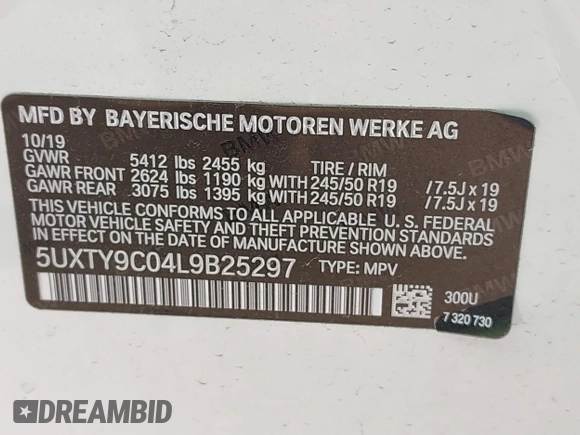 MFD BY BAYERISCHE MOTOREN WERKE AG
10/19
GVWR 5412 lbs 2455 kg TIRE / RIM
GAWR FRONT 2624 lbs 1190 kg WITH 245/50 R19 /7.5J x 19
GAWR REAR 3075 lbs 1395 kg WITH 245/50 R19 /7.5J x 19
THIS VEHICLE CONFORMS TO ALL APPLICABLE U.S. FEDERAL
MOTOR VEHICLE SAFETY AND THEFT PREVENTION STANDARDS
IN EFFECT ON THE DATE OF MANUFACTURE SHOWN ABOVE.
5UXTY9C04L9B25297 TYPE: MPV
300U
7 320 730
DREAMBID